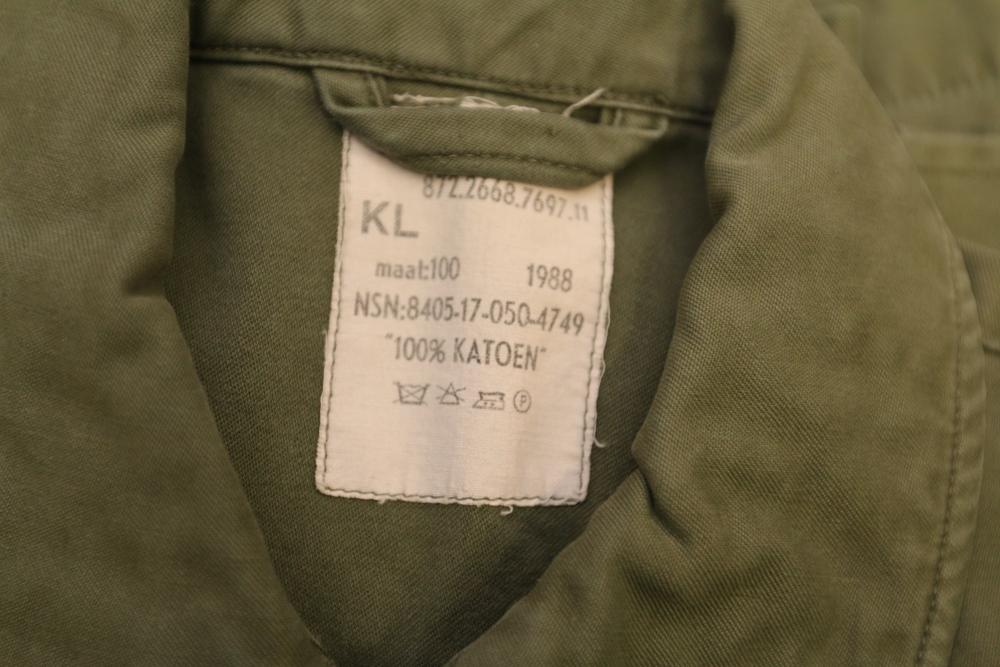 872.2668.7697.11
KL
maat:100 1988
NSN:8405-17-050-4749
"100% KATOEN"
P